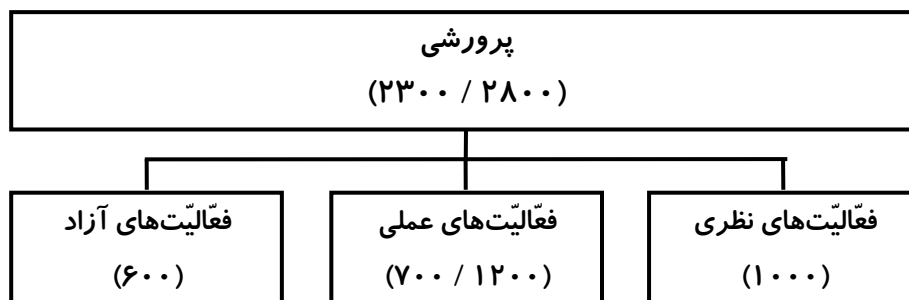 پرورشی
(۲۳۰۰ / ۲۸۰۰)
فعّالیّت‌های نظری
(۱۰۰۰)
فعّالیّت‌های عملی
(۷۰۰ / ۱۲۰۰)
فعّالیّت‌های آزاد
(۶۰۰)